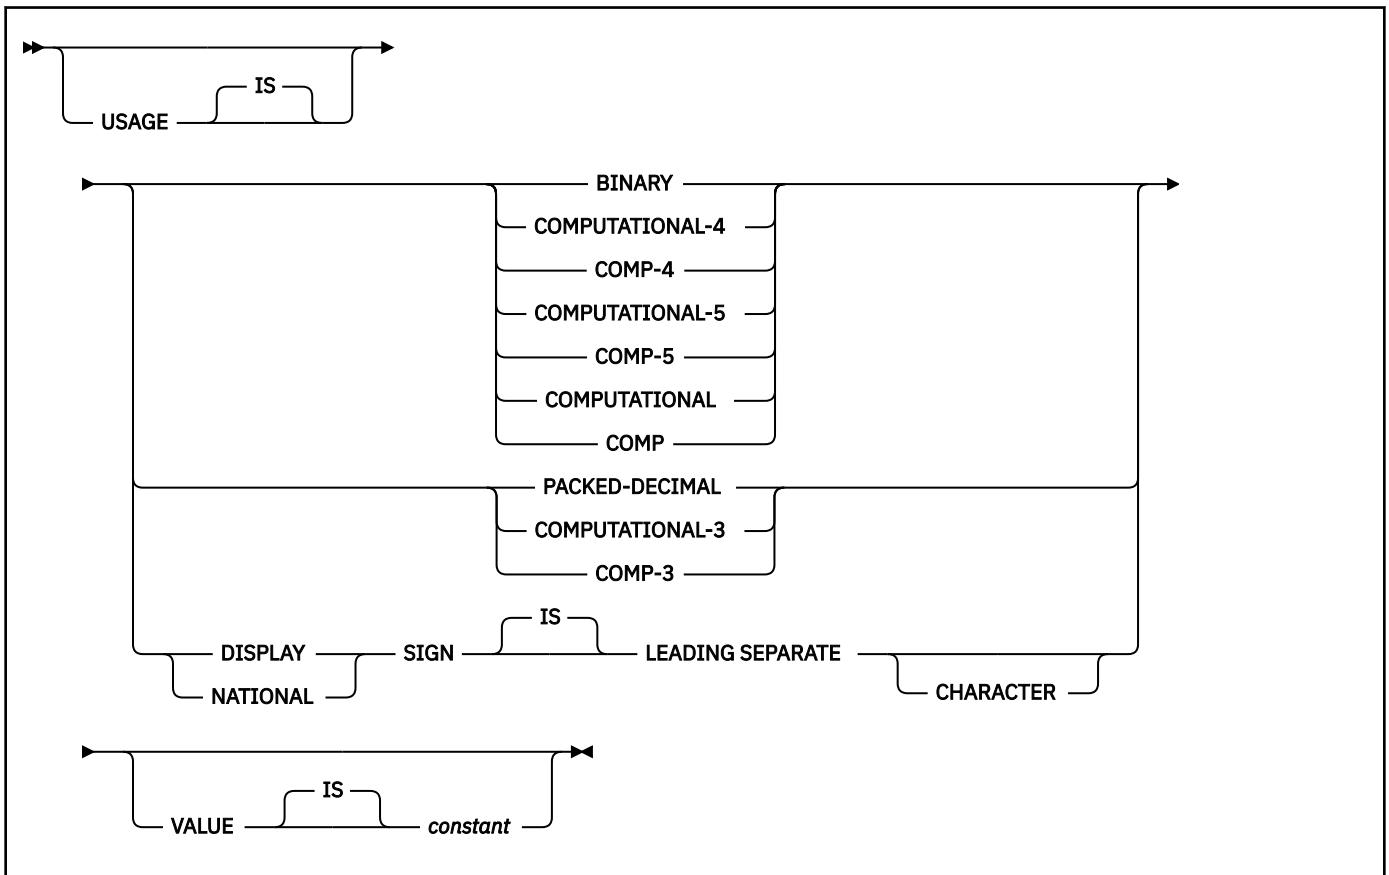 IS
USAGE
BINARY
COMPUTATIONAL-4
COMP-4
COMPUTATIONAL-5
COMP-5
COMPUTATIONAL
COMP
PACKED-DECIMAL
COMPUTATIONAL-3
COMP-3
IS
DISPLAY SIGN LEADING SEPARATE
NATIONAL CHARACTER
IS
VALUE constant